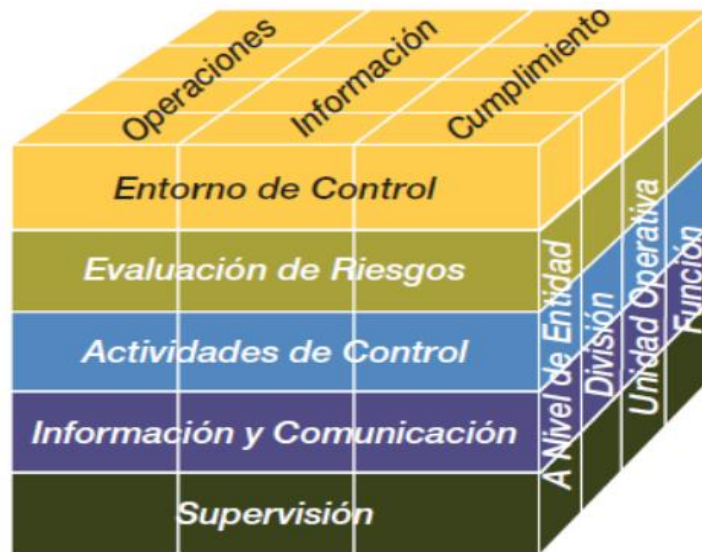 Operaciones
Información
Cumplimiento
Entorno de Control
Evaluación de Riesgos
Actividades de Control
Información y Comunicación
Supervisión
A Nivel de Entidad
División
Unidad Operativa
Función